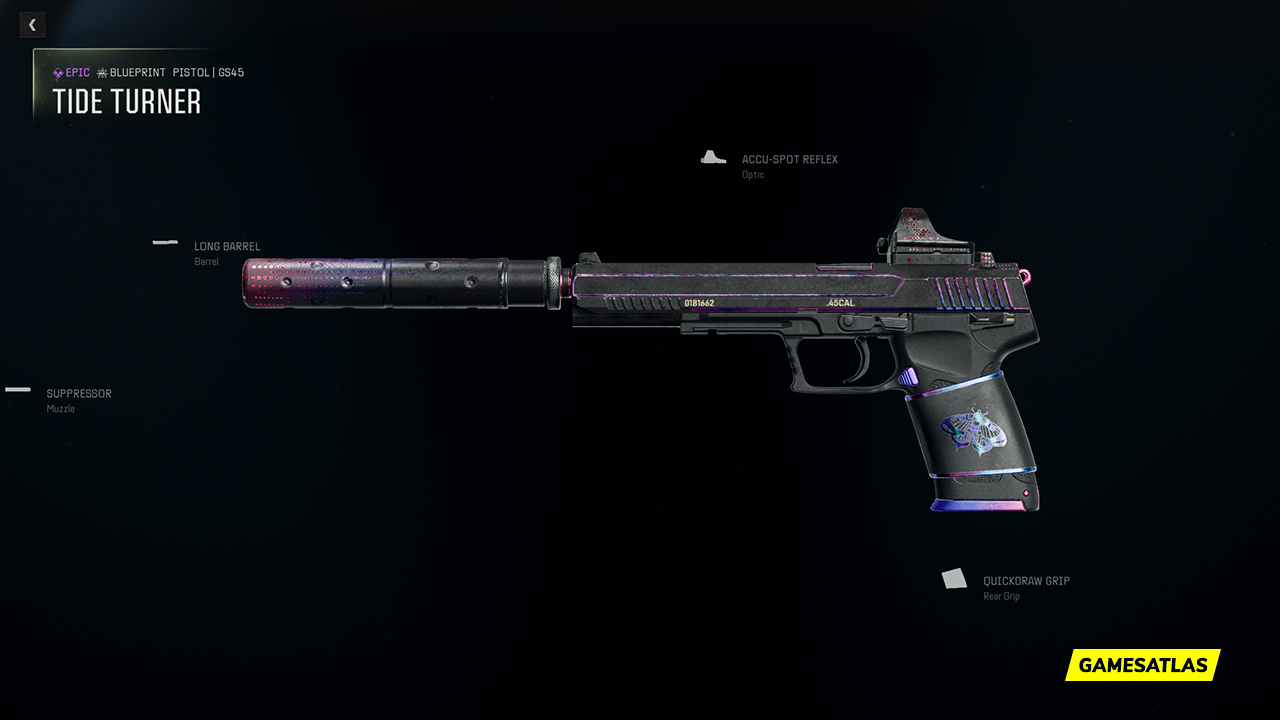 EPIC BLUEPRINT PISTOL | GS45
TIDE TURNER
ACCU-SPOT REFLEX
Optic
LONG BARREL
Barrel
0181662
.45CAL.
SUPPRESSOR
Muzzle
QUICKDRAW GRIP
Rear Grip
GAMESATLAS